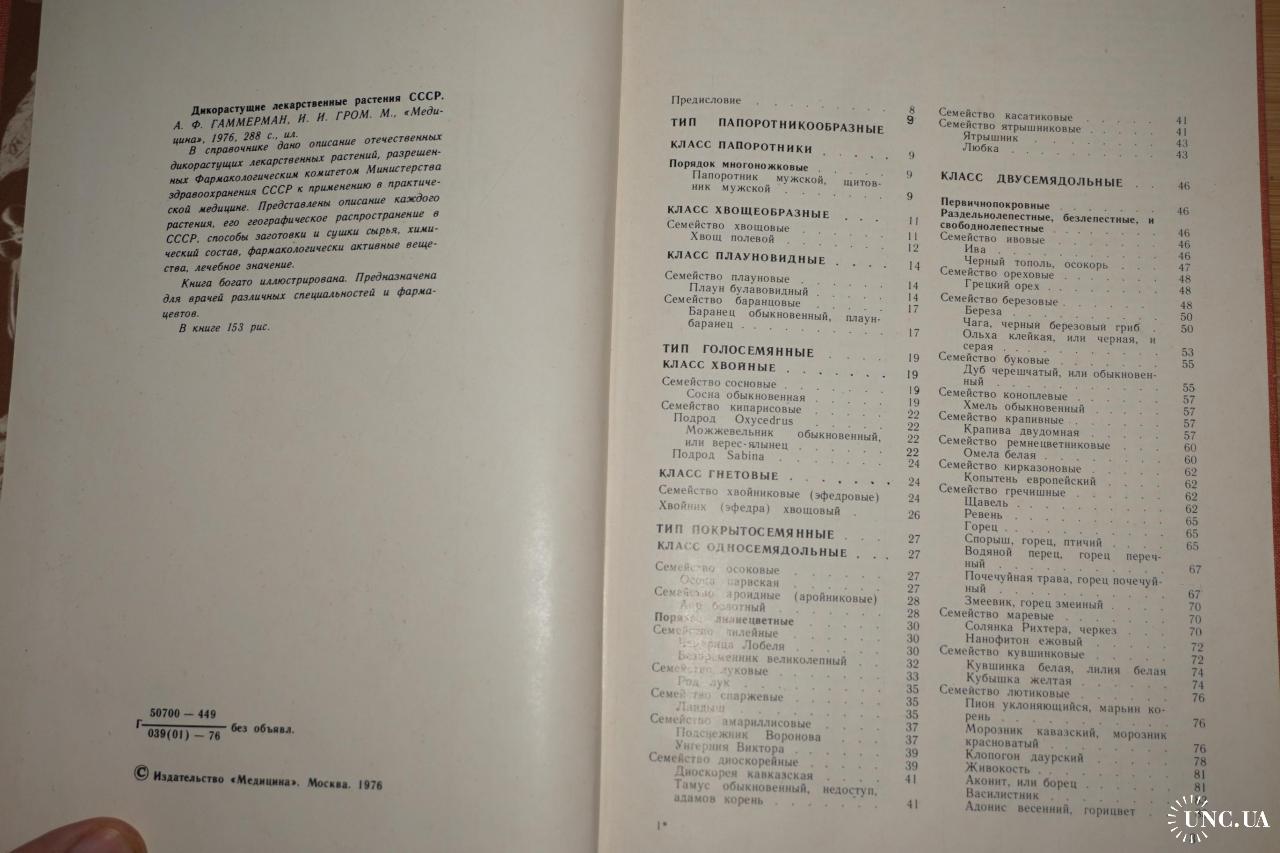 Дикорастущие лекарственные растения СССР.
А. Ф. ГАММЕРМАН, И. И. ГРОМ. М., «Меди-
цина», 1976, 288 с., ил.
В справочнике дано описание отечественных
дикорастущих лекарственных растений, разрешен-
ных Фармакологическим комитетом Министерства
здравоохранения СССР к применению в практиче-
ской медицине. Представлены описание каждого
растения, его географическое распространение в
СССР, способы заготовки и сушки сырья, хими-
ческий состав, фармакологически активные веще-
ства, лечебное значение.
Книга богато иллюстрирована. Предназначена
для врачей различных специальностей и фарма-
цевтов.
В книге 153 рис.
50700 — 449
Г
039(01) — 76
без объявл.
© Издательство «Медицина». Москва. 1976
Предисловие . . . . . . . 8
ТИП ПАПОРОТНИКООБРАЗНЫЕ 9
КЛАСС ПАПОРОТНИКИ . . . . 9
Порядок многоножковые . . . . 9
Папоротник мужской, щитов-
ник мужской . . . . . 9
КЛАСС ХВОЩЕОБРАЗНЫЕ . . . 11
Семейство хвощовые . . . . 11
Хвощ полевой . . . . . 12
КЛАСС ПЛАУНОВИДНЫЕ . . . . 14
Семейство плауновые . . . . 14
Плаун булавовидный . . . . 14
Семейство баранцовые . . . . 17
Баранец обыкновенный, плаун-
баранец . . . . . . 17
ТИП ГОЛОСЕМЯННЫЕ . . . . 19
КЛАСС ХВОЙНЫЕ . . . . . 19
Семейство сосновые . . . . 19
Сосна обыкновенная . . . . 19
Семейство кипарисовые . . . . 22
Подрод Oxycedrus . . . . 22
Можжевельник обыкновенный,
или верес-ялынец . . . . 22
Подрод Sabina . . . . . 22
24
КЛАСС ГНЕТОВЫЕ . . . . . 24
Семейство хвойниковые (эфедровые) 24
Хвойник (эфедра) хвощовый . 26
ТИП ПОКРЫТОСЕМЯННЫЕ . . . 27
КЛАСС ОДНОСЕМЯДОЛЬНЫЕ . . . 27
Семейство осоковые . . . . 27
Осока парвская . . . . 27
Семейство ароидные (аройниковые) 28
Аир болотный . . . . . 28
Порядок лилиецветные . . . . 30
Семейство лилейные . . . . 30
Чемерица Лобеля . . . . 30
Безвременник великолепный . 32
Семейство луковые . . . . 33
Род лук . . . . . . 35
Семейство спаржевые . . . . 35
Ландыш . . . . . . 35
Семейство амариллисовые . . . 37
Подснежник Воронова . . . 37
Унгерния Виктора . . . . 39
Семейство диоскорейные . . . 39
Диоскорея кавказская . . . 41
Тамус обыкновенный, недоступ,
адамов корень . . . . . 41
1*
Семейство касатиковые . . . . 41
Семейство ятрышниковые . . . 41
Ятрышник . . . . . . 43
Любка . . . . . . . 43
КЛАСС ДВУСЕМЯДОЛЬНЫЕ . . 46
Первичнопокровные . . . . . 46
Раздельнолепестные, безлепестные, и
свободнолепестные . . . . . 46
Семейство ивовые . . . . . 46
Ива . . . . . . . 46
Черный тополь, осокорь . . . 47
Семейство ореховые . . . . 48
Грецкий орех . . . . . 48
Семейство березовые . . . . 48
Береза . . . . . . 50
Чага, черный березовый гриб . 50
Ольха клейкая, или черная, и
серая . . . . . . . 53
Семейство буковые . . . . . 55
Дуб черешчатый, или обыкновен-
ный . . . . . . . 55
Семейство коноплевые . . . . 57
Хмель обыкновенный . . . . 57
Семейство крапивные . . . . 57
Крапива двудомная . . . . 57
Семейство ремнецветниковые . . 60
Омела белая . . . . . 60
Семейство кирказоновые . . . 62
Копытень европейский . . . 62
Семейство гречишные . . . . 62
Щавель . . . . . . 62
Ревень . . . . . . 65
Горец . . . . . . . 65
Спорыш, горец, птичий . . . 65
Водяной перец, горец переч-
ный . . . . . . . 67
Почечуйная трава, горец почечуй-
ный . . . . . . . 67
Змеевик, горец змеиный . . . 70
Семейство маревые . . . . . 70
Солянка Рихтера, черкез . . 70
Нанофитон ежовый . . . . 72
Семейство кувшинковые . . . 72
Кувшинка белая, лилия белая 74
Кубышка желтая . . . . 74
Семейство лютиковые . . . . 76
Пион уклоняющийся, марьин ко-
рень . . . . . . . 76
Морозник кавазский, морозник
красноватый . . . . . 76
Клопогон даурский . . . . 78
Живокость . . . . . . 81
Аконит, или борец . . . . 81
Василистник . . . . .
Адонис весенний, горицвет .
UNC.UA